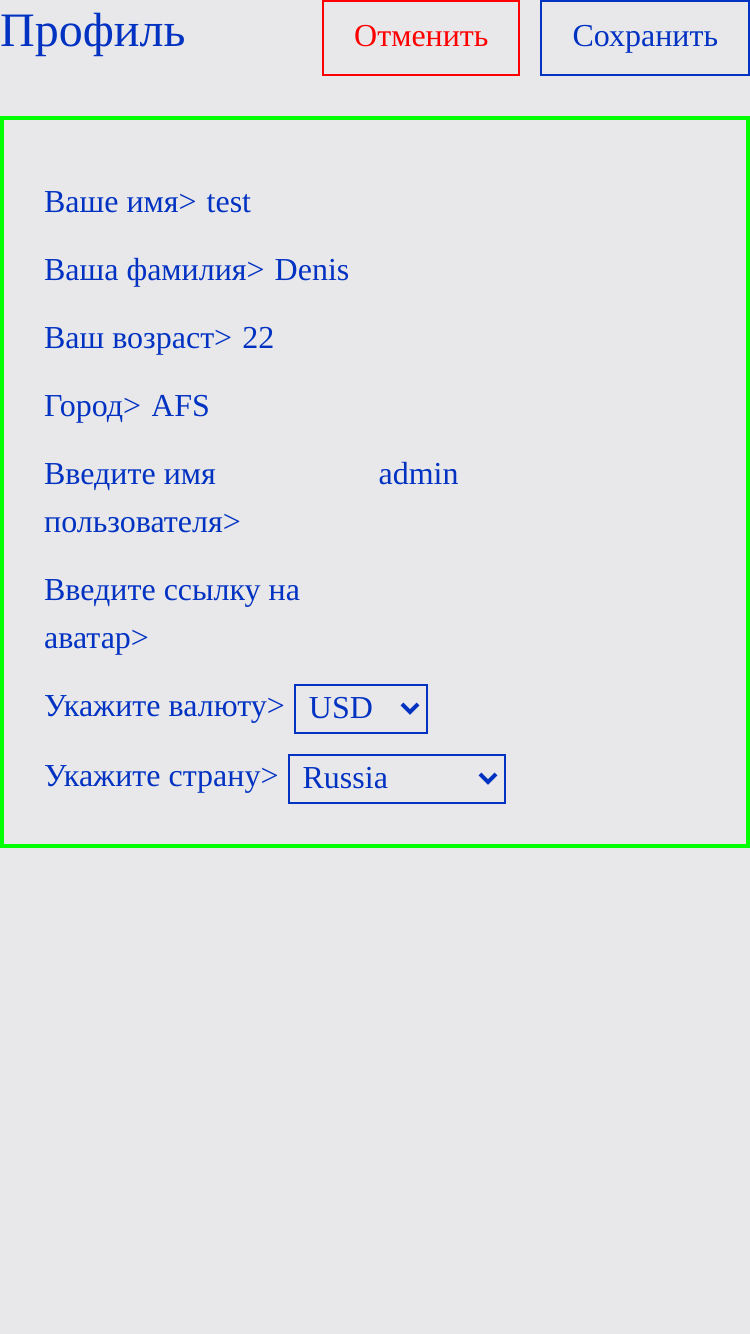 Профиль
Отменить
Сохранить
Ваше имя> test
Ваша фамилия> Denis
Ваш возраст> 22
Город> AFS
Введите имя пользователя> admin
Введите ссылку на
аватар>
Укажите валюту> USD
Укажите страну> Russia